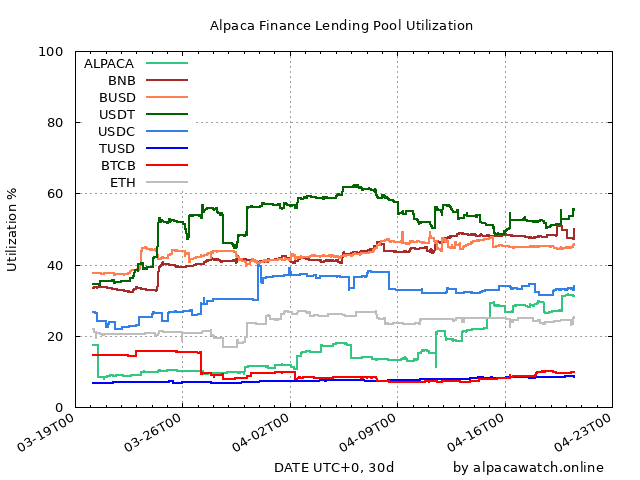 Alpaca Finance Lending Pool Utilization
100
80
60
40
20
0
Utilization %
ALPACA
BNB
BUSD
USDT
USDC
TUSD
BTCB
ETH
03-19T00
03-26T00
04-02T00
04-09T00
04-16T00
04-23T00
DATE UTC+0, 30d
by alpacawatch.online